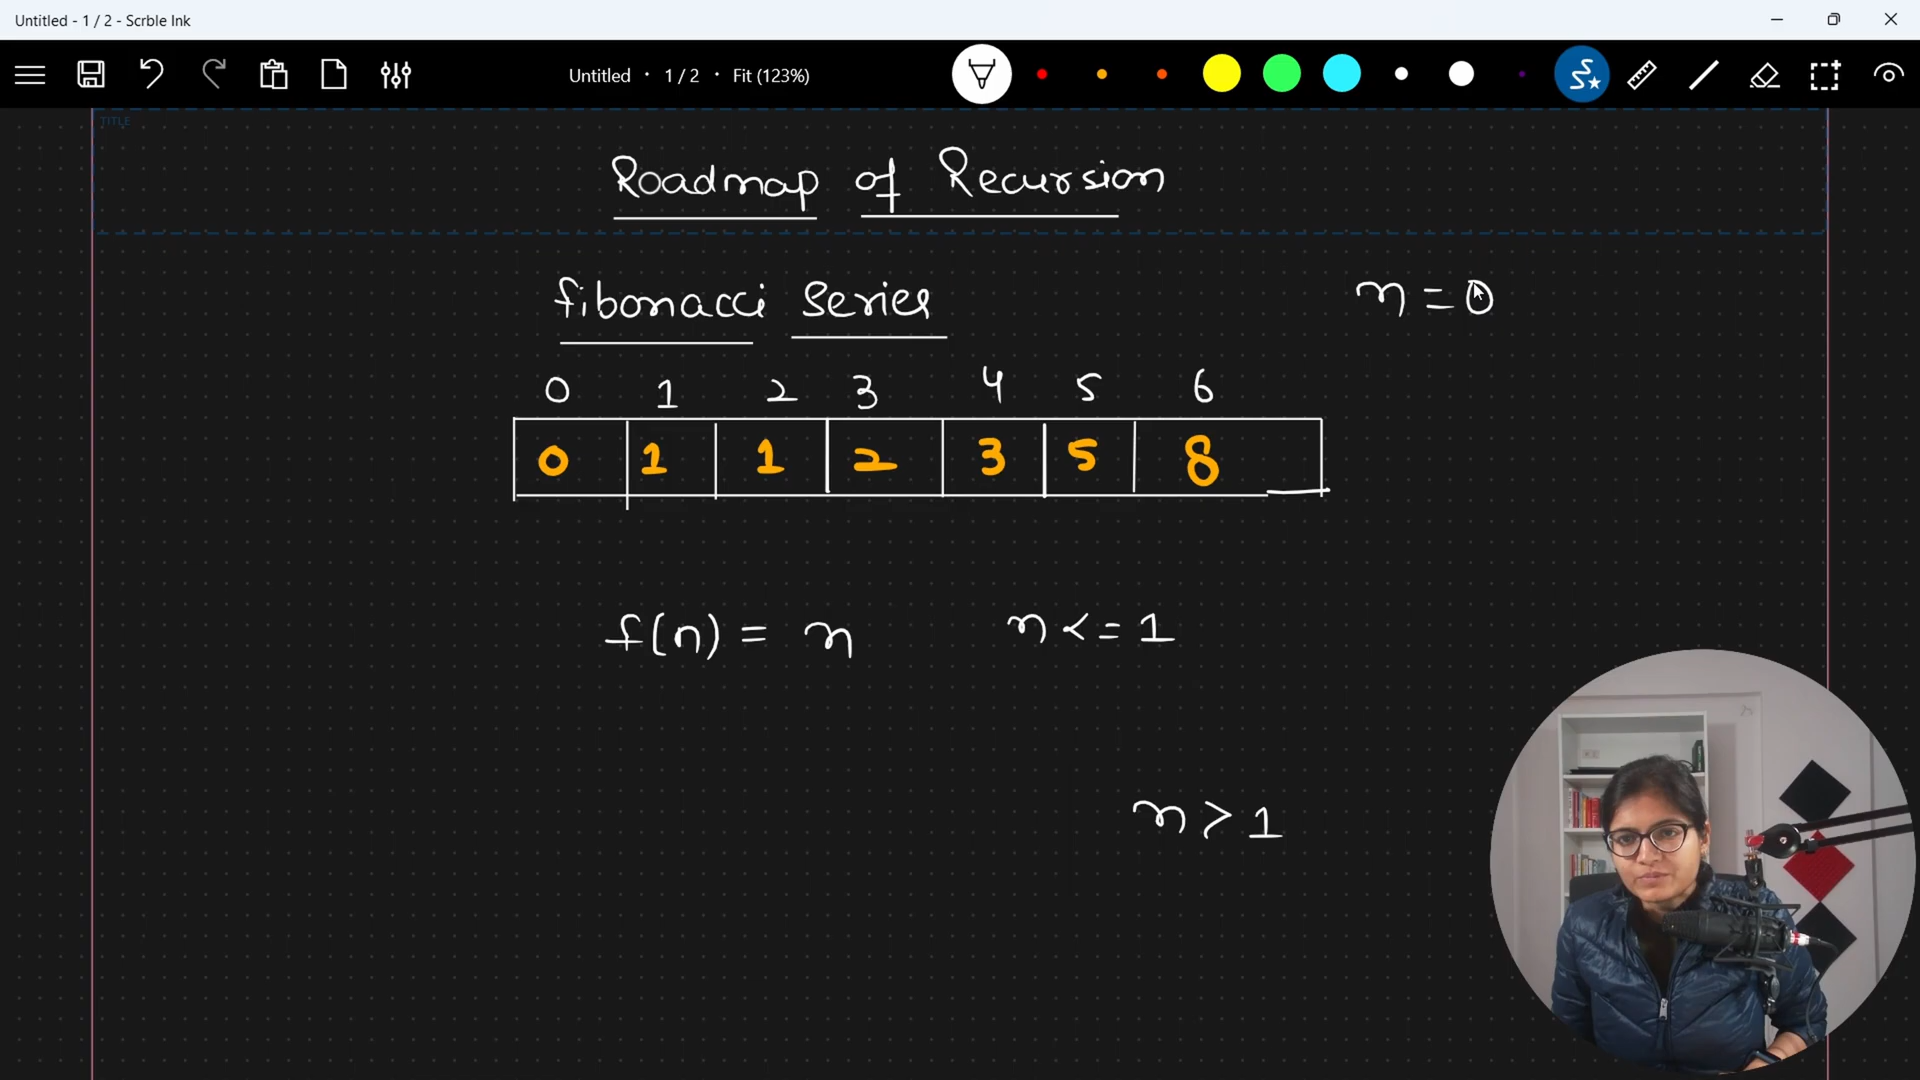 Untitled - 1 / 2 - Scrble Ink
Untitled • 1 / 2 • Fit (123%)
TITLE
Roadmap of Recursion
fibonacci Series
n = 0
0 1 2 3 4 5 6
0 1 1 2 3 5 8
f(n) = n n <= 1
n > 1